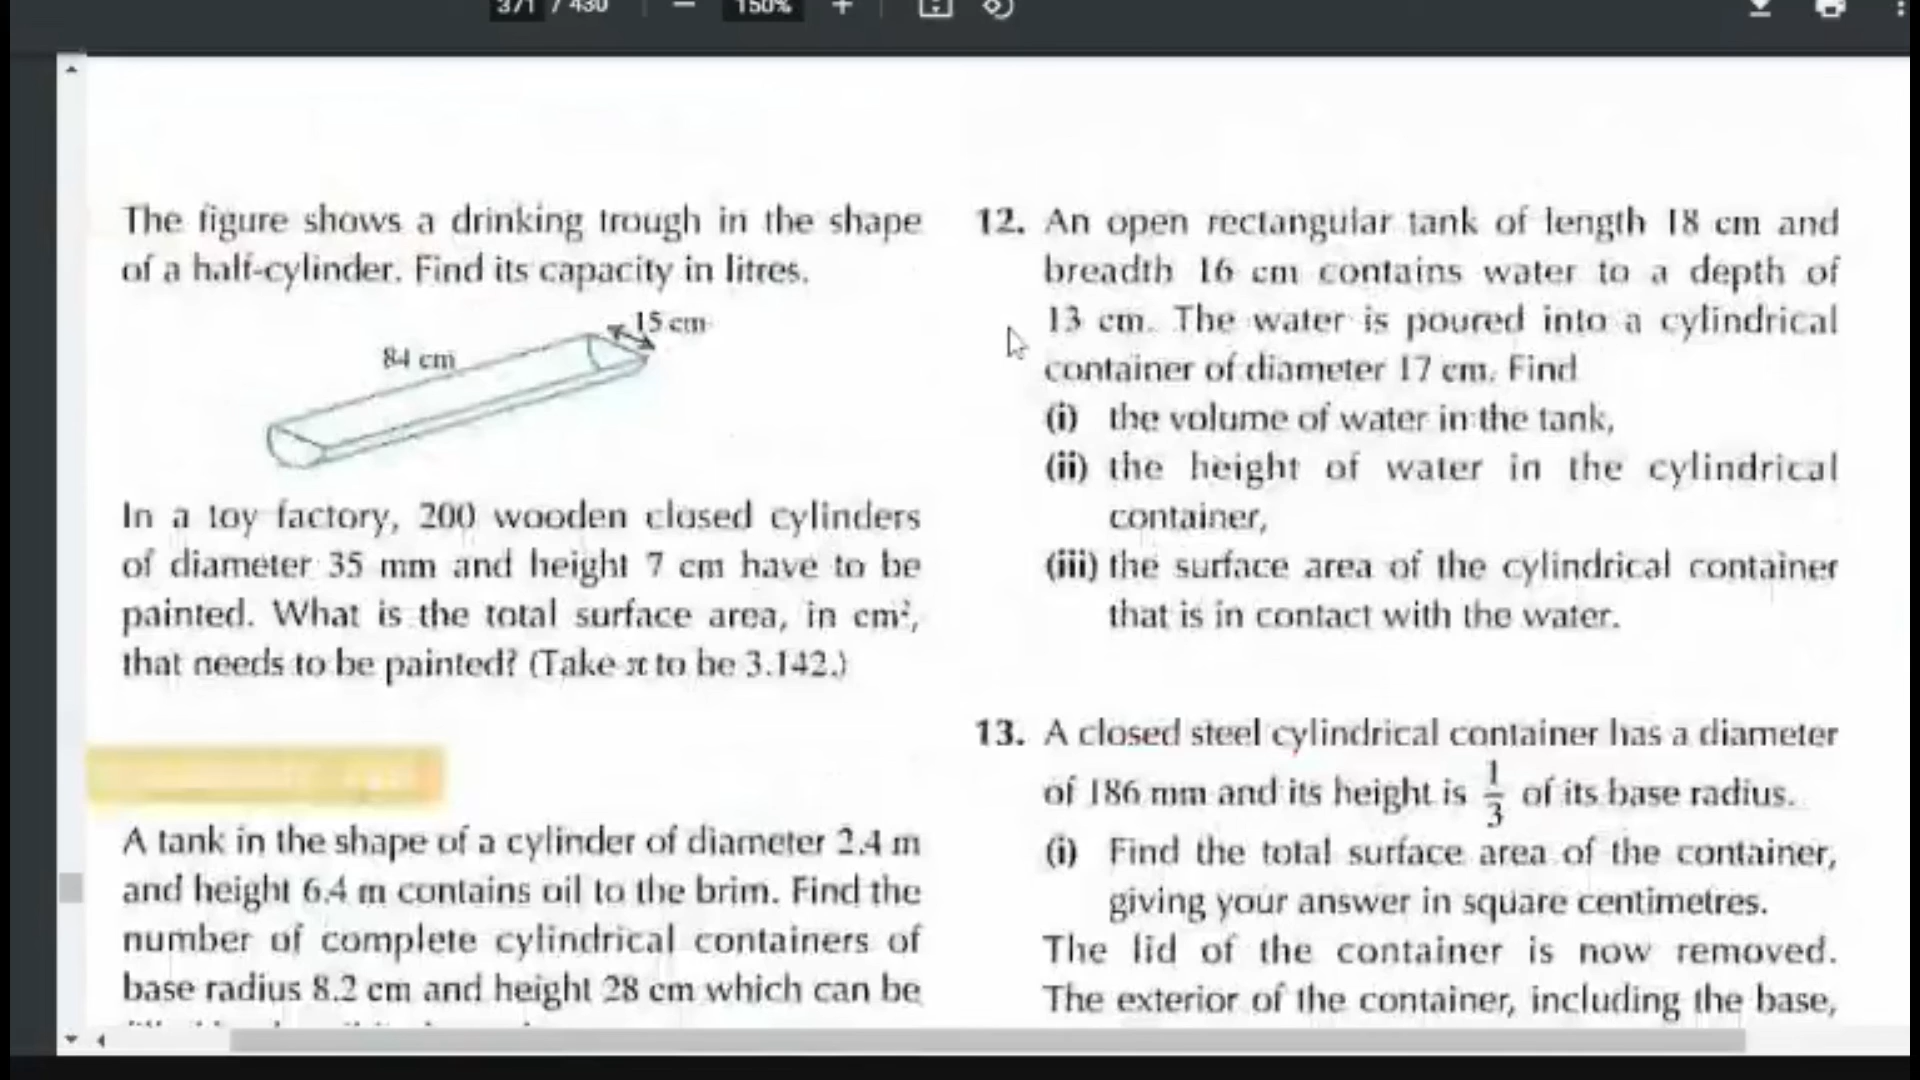 371 / 430
150%
The figure shows a drinking trough in the shape
of a half-cylinder. Find its capacity in litres.
15 cm
84 cm
In a toy factory, 200 wooden closed cylinders
of diameter 35 mm and height 7 cm have to be
painted. What is the total surface area, in cm²,
that needs to be painted? (Take π to be 3.142.)
A tank in the shape of a cylinder of diameter 2.4 m
and height 6.4 m contains oil to the brim. Find the
number of complete cylindrical containers of
base radius 8.2 cm and height 28 cm which can be
12. An open rectangular tank of length 18 cm and
breadth 16 cm contains water to a depth of
13 cm. The water is poured into a cylindrical
container of diameter 17 cm. Find
(i) the volume of water in the tank,
(ii) the height of water in the cylindrical
container,
(iii) the surface area of the cylindrical container
that is in contact with the water.
13. A closed steel cylindrical container has a diameter
of 186 mm and its height is 1/3 of its base radius.
(i) Find the total surface area of the container,
giving your answer in square centimetres.
The lid of the container is now removed.
The exterior of the container, including the base,